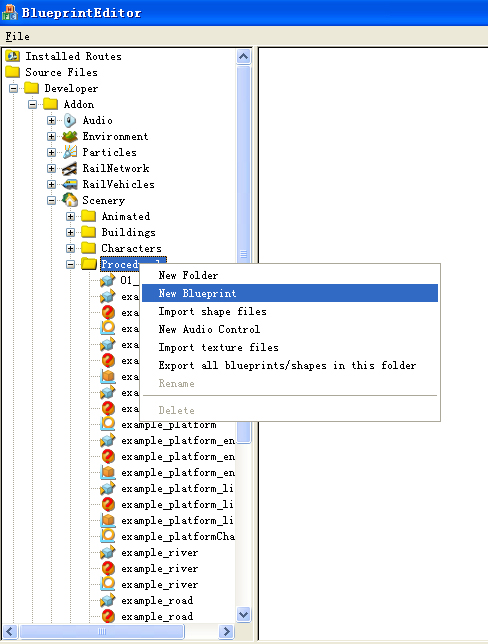 BlueprintEditor
File
Installed Routes
Source Files
Developer
Addon
Audio
Environment
Particles
RailNetwork
RailVehicles
Scenery
Animated
Buildings
Characters
Procedural
01_
exa
exa
exa
exa
exa
exa
exa
exa
example_platform
example_platform_en
example_platform_en
example_platform_en
example_platform_li
example_platform_li
example_platform_li
example_platformCha
example_river
example_river
example_river
example_road
example_road
New Folder
New Blueprint
Import shape files
New Audio Control
Import texture files
Export all blueprints/shapes in this folder
Rename
Delete